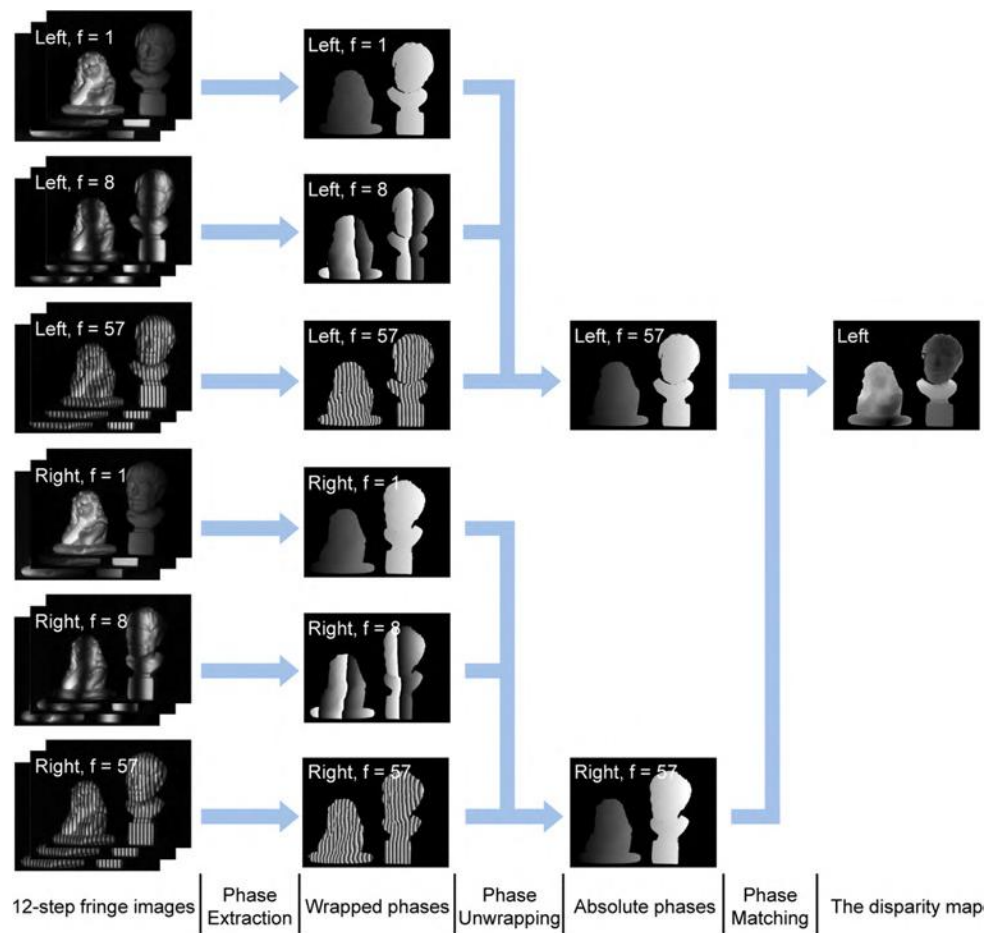 Left, f = 1
Left, f = 1
Left, f = 8
Left, f = 8
Left, f = 57
Left, f = 57
Left, f = 57
Left
Right, f = 1
Right, f = 1
Right, f = 8
Right, f = 8
Right, f = 57
Right, f = 57
Right, f = 57
12-step fringe images
Phase
Extraction
Wrapped phases
Phase
Unwrapping
Absolute phases
Phase
Matching
The disparity map